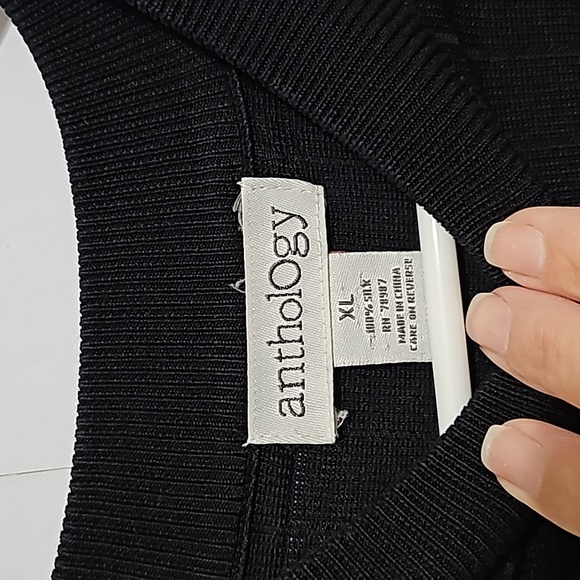 anthology
XL
100% SILK
RN 78987
MADE IN CHINA
CARE ON REVERSE